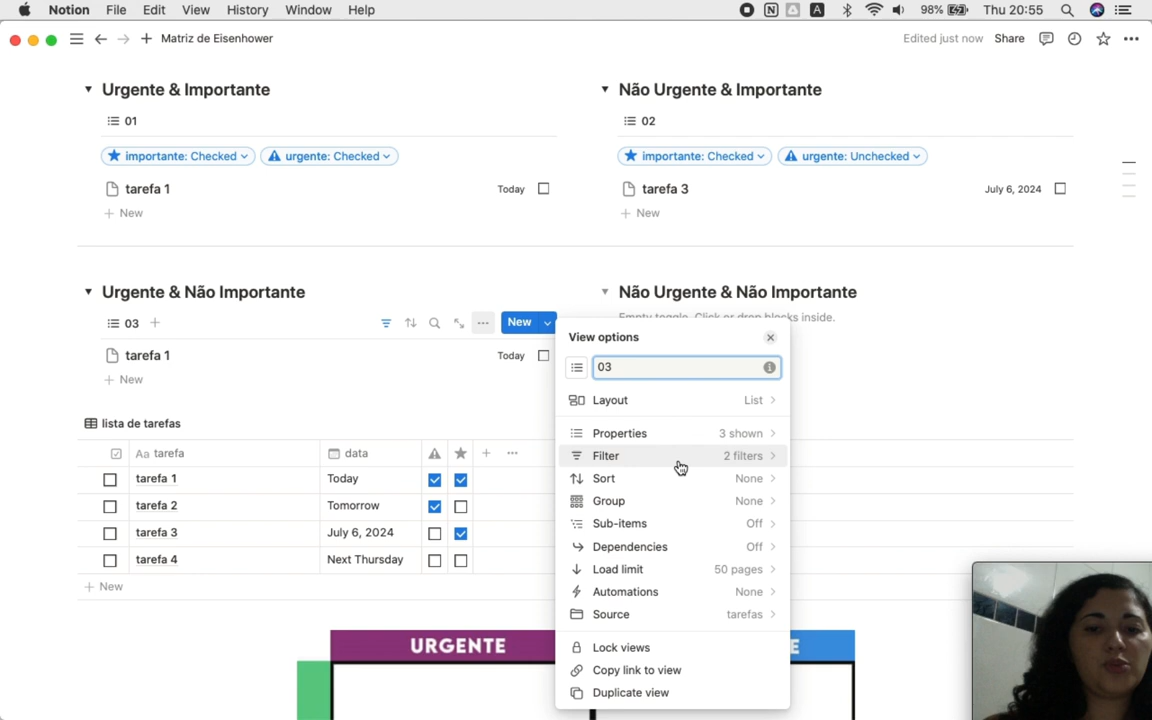 Notion File Edit View History Window Help 98% Thu 20:55
Matriz de Eisenhower Edited just now Share
Urgente & Importante
01
importante: Checked urgente: Checked
tarefa 1 Today
+ New
Não Urgente & Importante
02
importante: Checked urgente: Unchecked
tarefa 3 July 6, 2024
+ New
Urgente & Não Importante
03 New
tarefa 1 Today
+ New
Não Urgente & Não Importante
Empty toggle. Click or drop blocks inside.
View options
03
Layout List
Properties 3 shown
Filter 2 filters
Sort None
Group None
Sub-items Off
Dependencies Off
Load limit 50 pages
Automations None
Source tarefas
Lock views
Copy link to view
Duplicate view
lista de tarefas
Aa tarefa data
tarefa 1 Today
tarefa 2 Tomorrow
tarefa 3 July 6, 2024
tarefa 4 Next Thursday
+ New
URGENTE
E